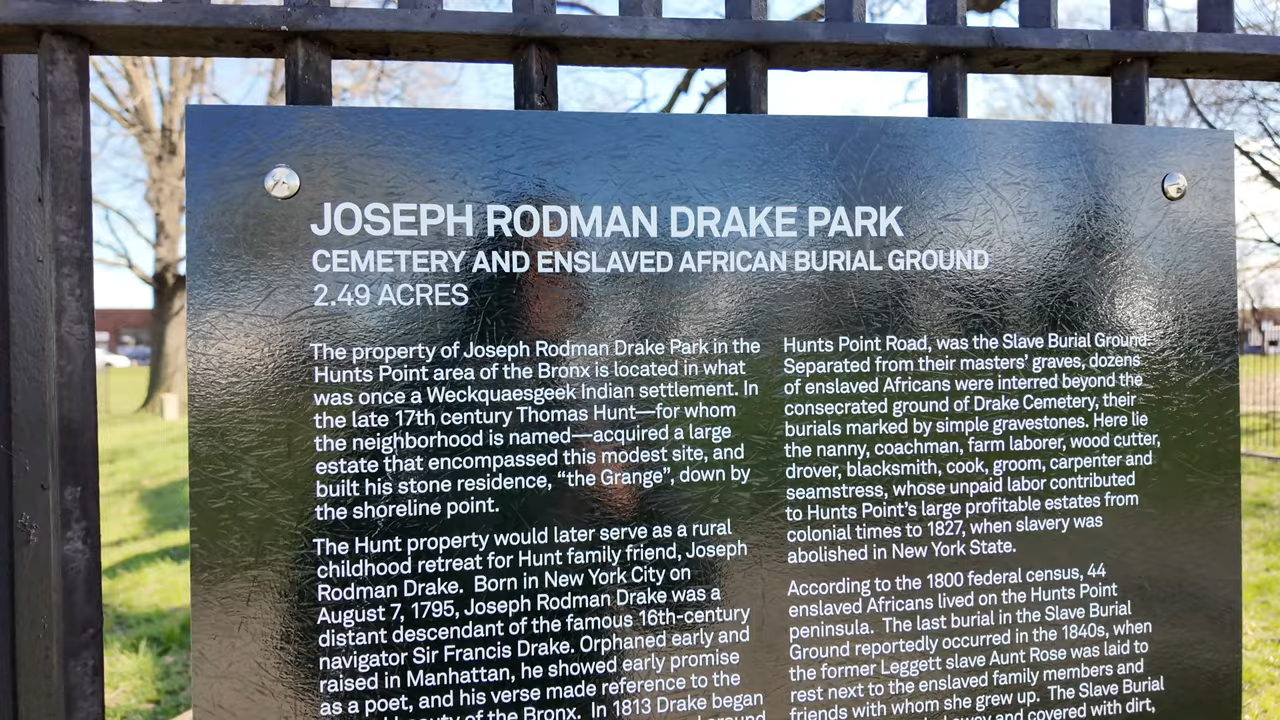 JOSEPH RODMAN DRAKE PARK
CEMETERY AND ENSLAVED AFRICAN BURIAL GROUND
2.49 ACRES
The property of Joseph Rodman Drake Park in the
Hunts Point area of the Bronx is located in what
was once a Weckquaesgeek Indian settlement. In
the late 17th century Thomas Hunt—for whom
the neighborhood is named—acquired a large
estate that encompassed this modest site, and
built his stone residence, “the Grange”, down by
the shoreline point.
The Hunt property would later serve as a rural
childhood retreat for Hunt family friend, Joseph
Rodman Drake. Born in New York City on
August 7, 1795, Joseph Rodman Drake was a
distant descendant of the famous 16th-century
navigator Sir Francis Drake. Orphaned early and
raised in Manhattan, he showed early promise
as a poet, and his verse made reference to the
beauty of the Bronx. In 1813 Drake began
Hunts Point Road, was the Slave Burial Ground.
Separated from their masters’ graves, dozens
of enslaved Africans were interred beyond the
consecrated ground of Drake Cemetery, their
burials marked by simple gravestones. Here lie
the nanny, coachman, farm laborer, wood cutter,
drover, blacksmith, cook, groom, carpenter and
seamstress, whose unpaid labor contributed
to Hunts Point’s large profitable estates from
colonial times to 1827, when slavery was
abolished in New York State.
According to the 1800 federal census, 44
enslaved Africans lived on the Hunts Point
peninsula. The last burial in the Slave Burial
Ground reportedly occurred in the 1840s, when
the former Leggett slave Aunt Rose was laid to
rest next to the enslaved family members and
friends with whom she grew up. The Slave Burial
away and covered with dirt,